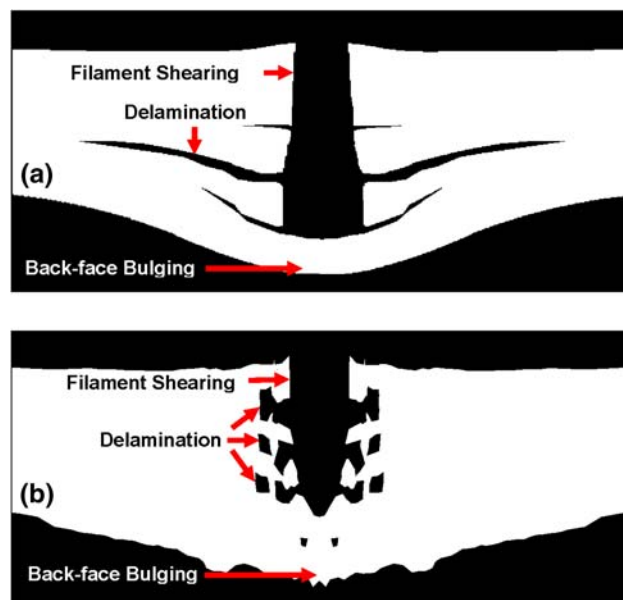 Filament Shearing
Delamination
(a)
Back-face Bulging
Filament Shearing
Delamination
(b)
Back-face Bulging